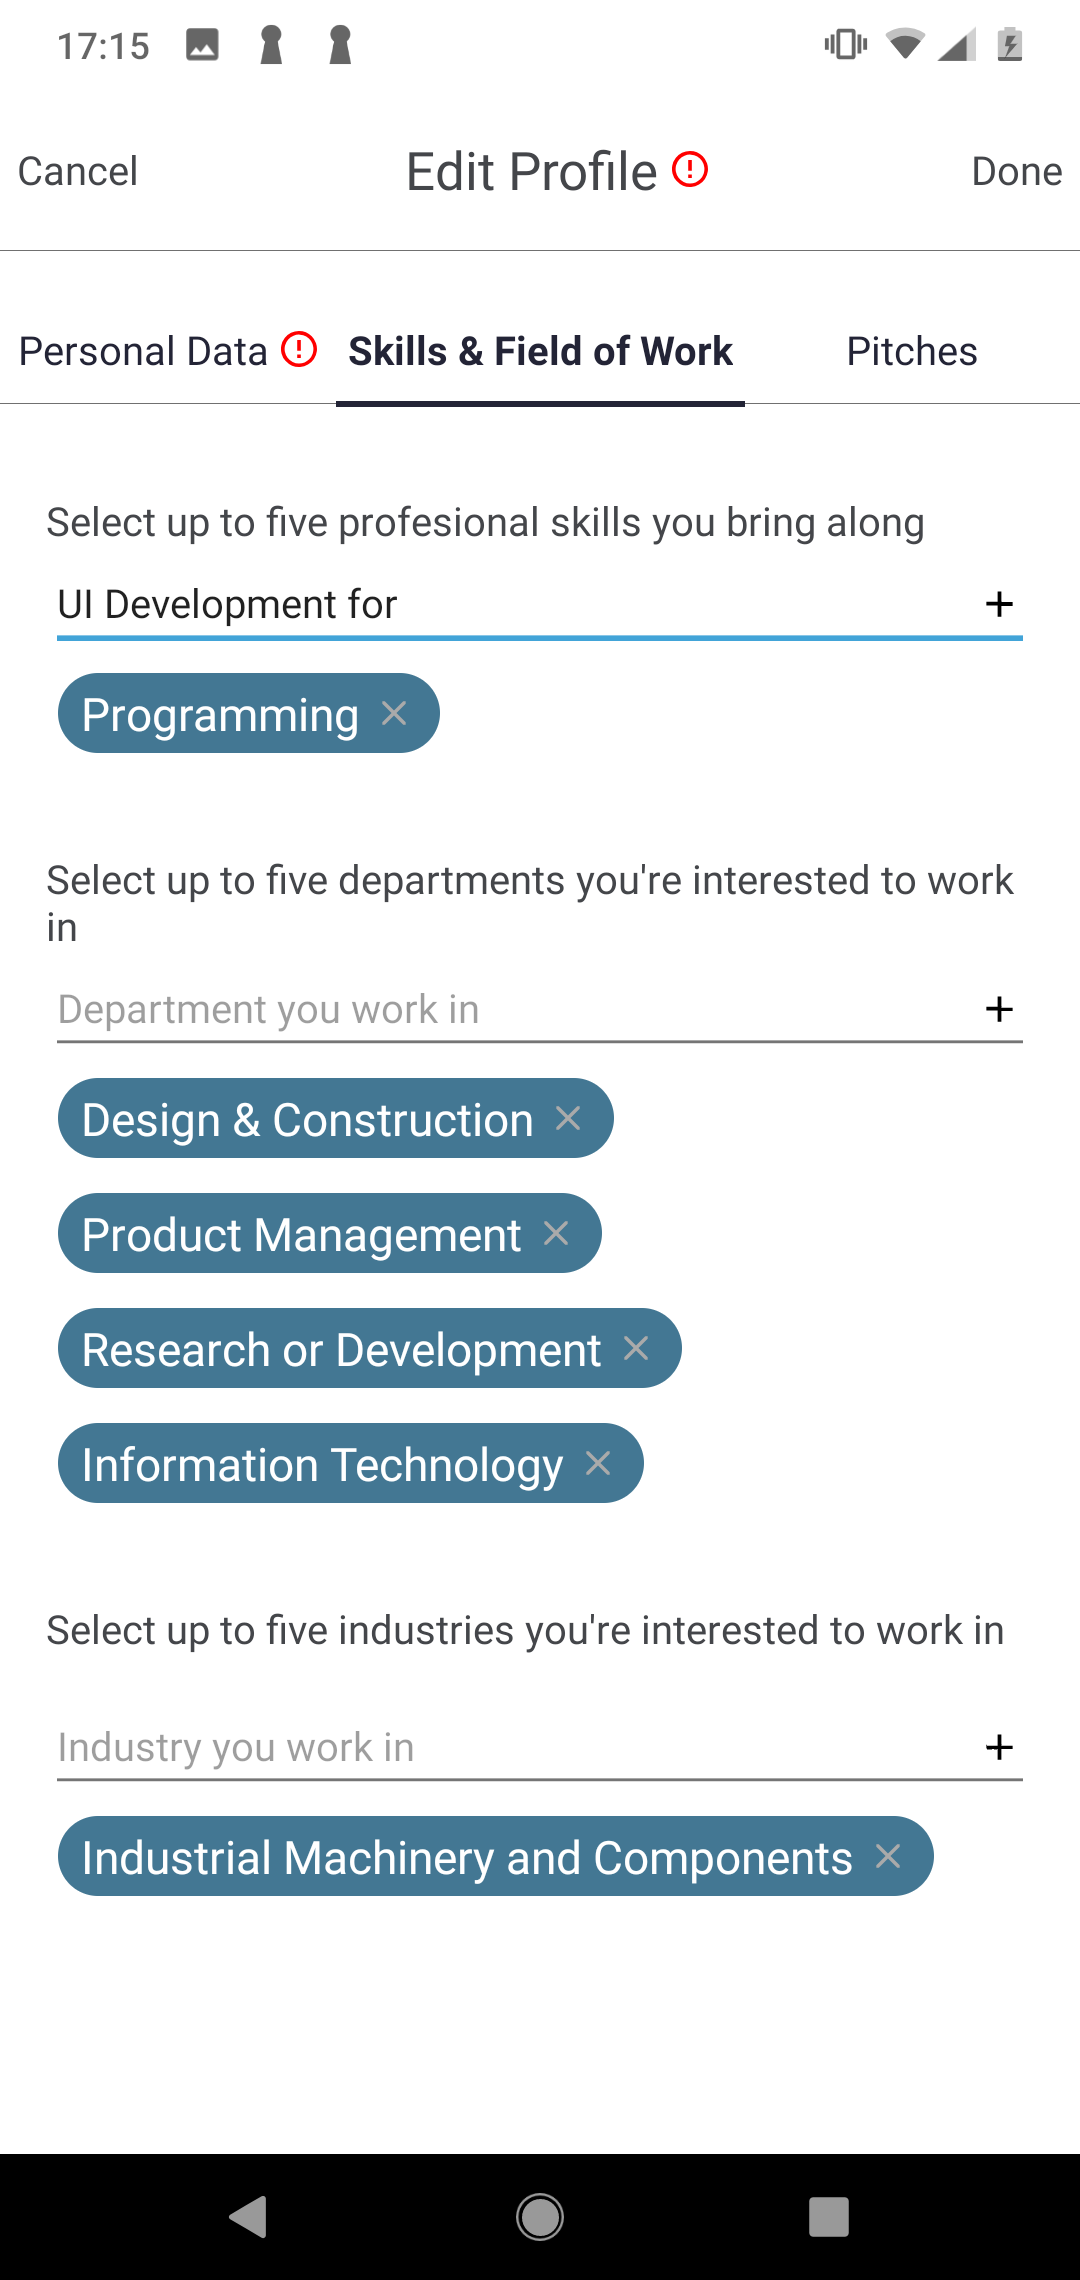 17:15
Cancel
Edit Profile
Done
Personal Data
Skills & Field of Work
Pitches
Select up to five profesional skills you bring along
UI Development for
Programming
Select up to five departments you're interested to work
in
Department you work in
Design & Construction
Product Management
Research or Development
Information Technology
Select up to five industries you're interested to work in
Industry you work in
Industrial Machinery and Components